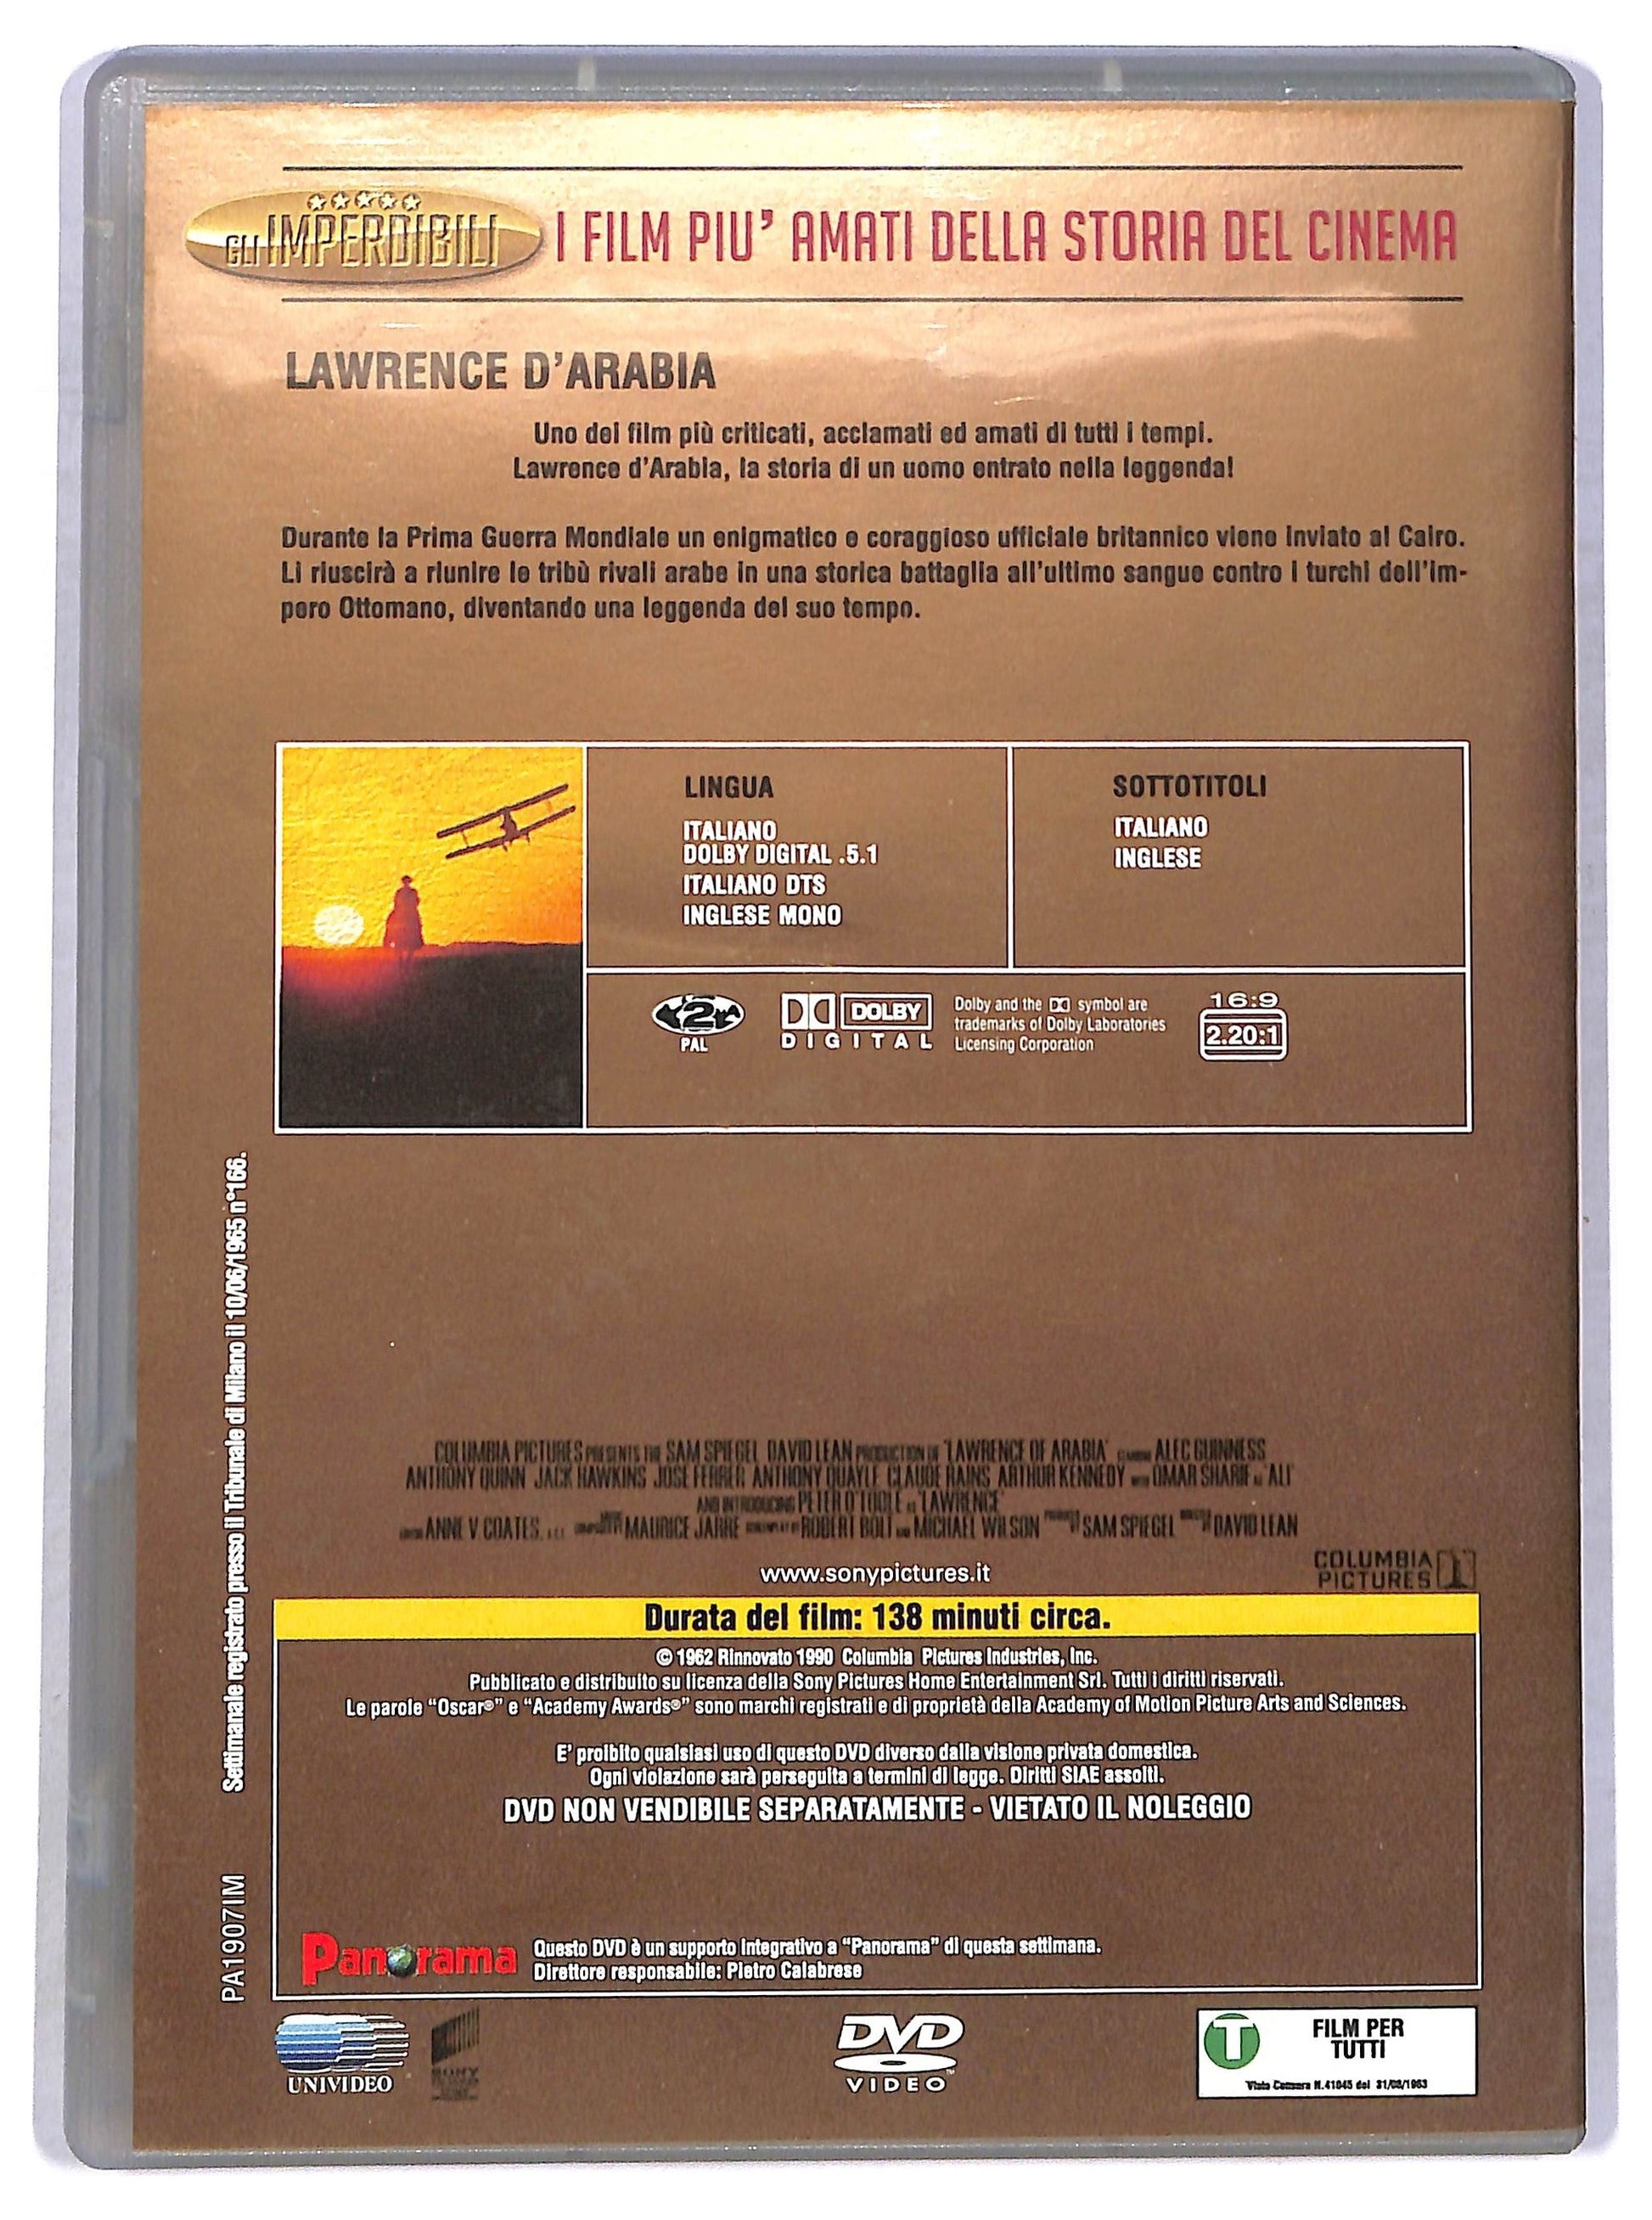 GLI IMPERDIBILI
I FILM PIU' AMATI DELLA STORIA DEL CINEMA
LAWRENCE D'ARABIA
Uno dei film più criticati, acclamati ed amati di tutti i tempi.
Lawrence d'Arabia, la storia di un uomo entrato nella leggenda!
Durante la Prima Guerra Mondiale un enigmatico e coraggioso ufficiale britannico viene inviato al Cairo.
Li riuscirà a riunire le tribù rivali arabe in una storica battaglia all'ultimo sangue contro i turchi dell'im-
pero Ottomano, diventando una leggenda del suo tempo.
LINGUA
ITALIANO
DOLBY DIGITAL .5.1
ITALIANO DTS
INGLESE MONO
SOTTOTITOLI
ITALIANO
INGLESE
2
PAL
DOLBY
DIGITAL
Dolby and the symbol are
trademarks of Dolby Laboratories
Licensing Corporation
16:9
2.20:1
Settimanale registrato presso il Tribunale di Milano il 10/06/1965 n°166.
PA1907IM
COLUMBIA PICTURES PRESENTS THE SAM SPIEGEL DAVID LEAN PRODUCTION OF 'LAWRENCE OF ARABIA' ALEC GUINNESS
ANTHONY QUINN JACK HAWKINS JOSE FERRER ANTHONY QUAYLE CLAUDE RAINS ARTHUR KENNEDY OMAR SHARIF as 'ALI'
AND INTRODUCING PETER O'TOOLE as 'LAWRENCE'
ANNE V. COATES, MAURICE JARRE ROBERT BOLT and MICHAEL WILSON SAM SPIEGEL DAVID LEAN
www.sonypictures.it
COLUMBIA
PICTURES
Durata del film: 138 minuti circa.
© 1962 Rinnovato 1990 Columbia Pictures Industries, Inc.
Pubblicato e distribuito su licenza della Sony Pictures Home Entertainment Srl. Tutti i diritti riservati.
Le parole "Oscar®" e "Academy Awards®" sono marchi registrati e di proprietà della Academy of Motion Picture Arts and Sciences.
E' proibito qualsiasi uso di questo DVD diverso dalla visione privata domestica.
Ogni violazione sarà perseguita a termini di legge. Diritti SIAE assolti.
DVD NON VENDIBILE SEPARATAMENTE - VIETATO IL NOLEGGIO
Panorama
Questo DVD è un supporto integrativo a "Panorama" di questa settimana.
Direttore responsabile: Pietro Calabrese
UNIVIDEO
SONY
DVD
VIDEO
T
FILM PER
TUTTI
Visto Censura N.41045 del 31/08/1963